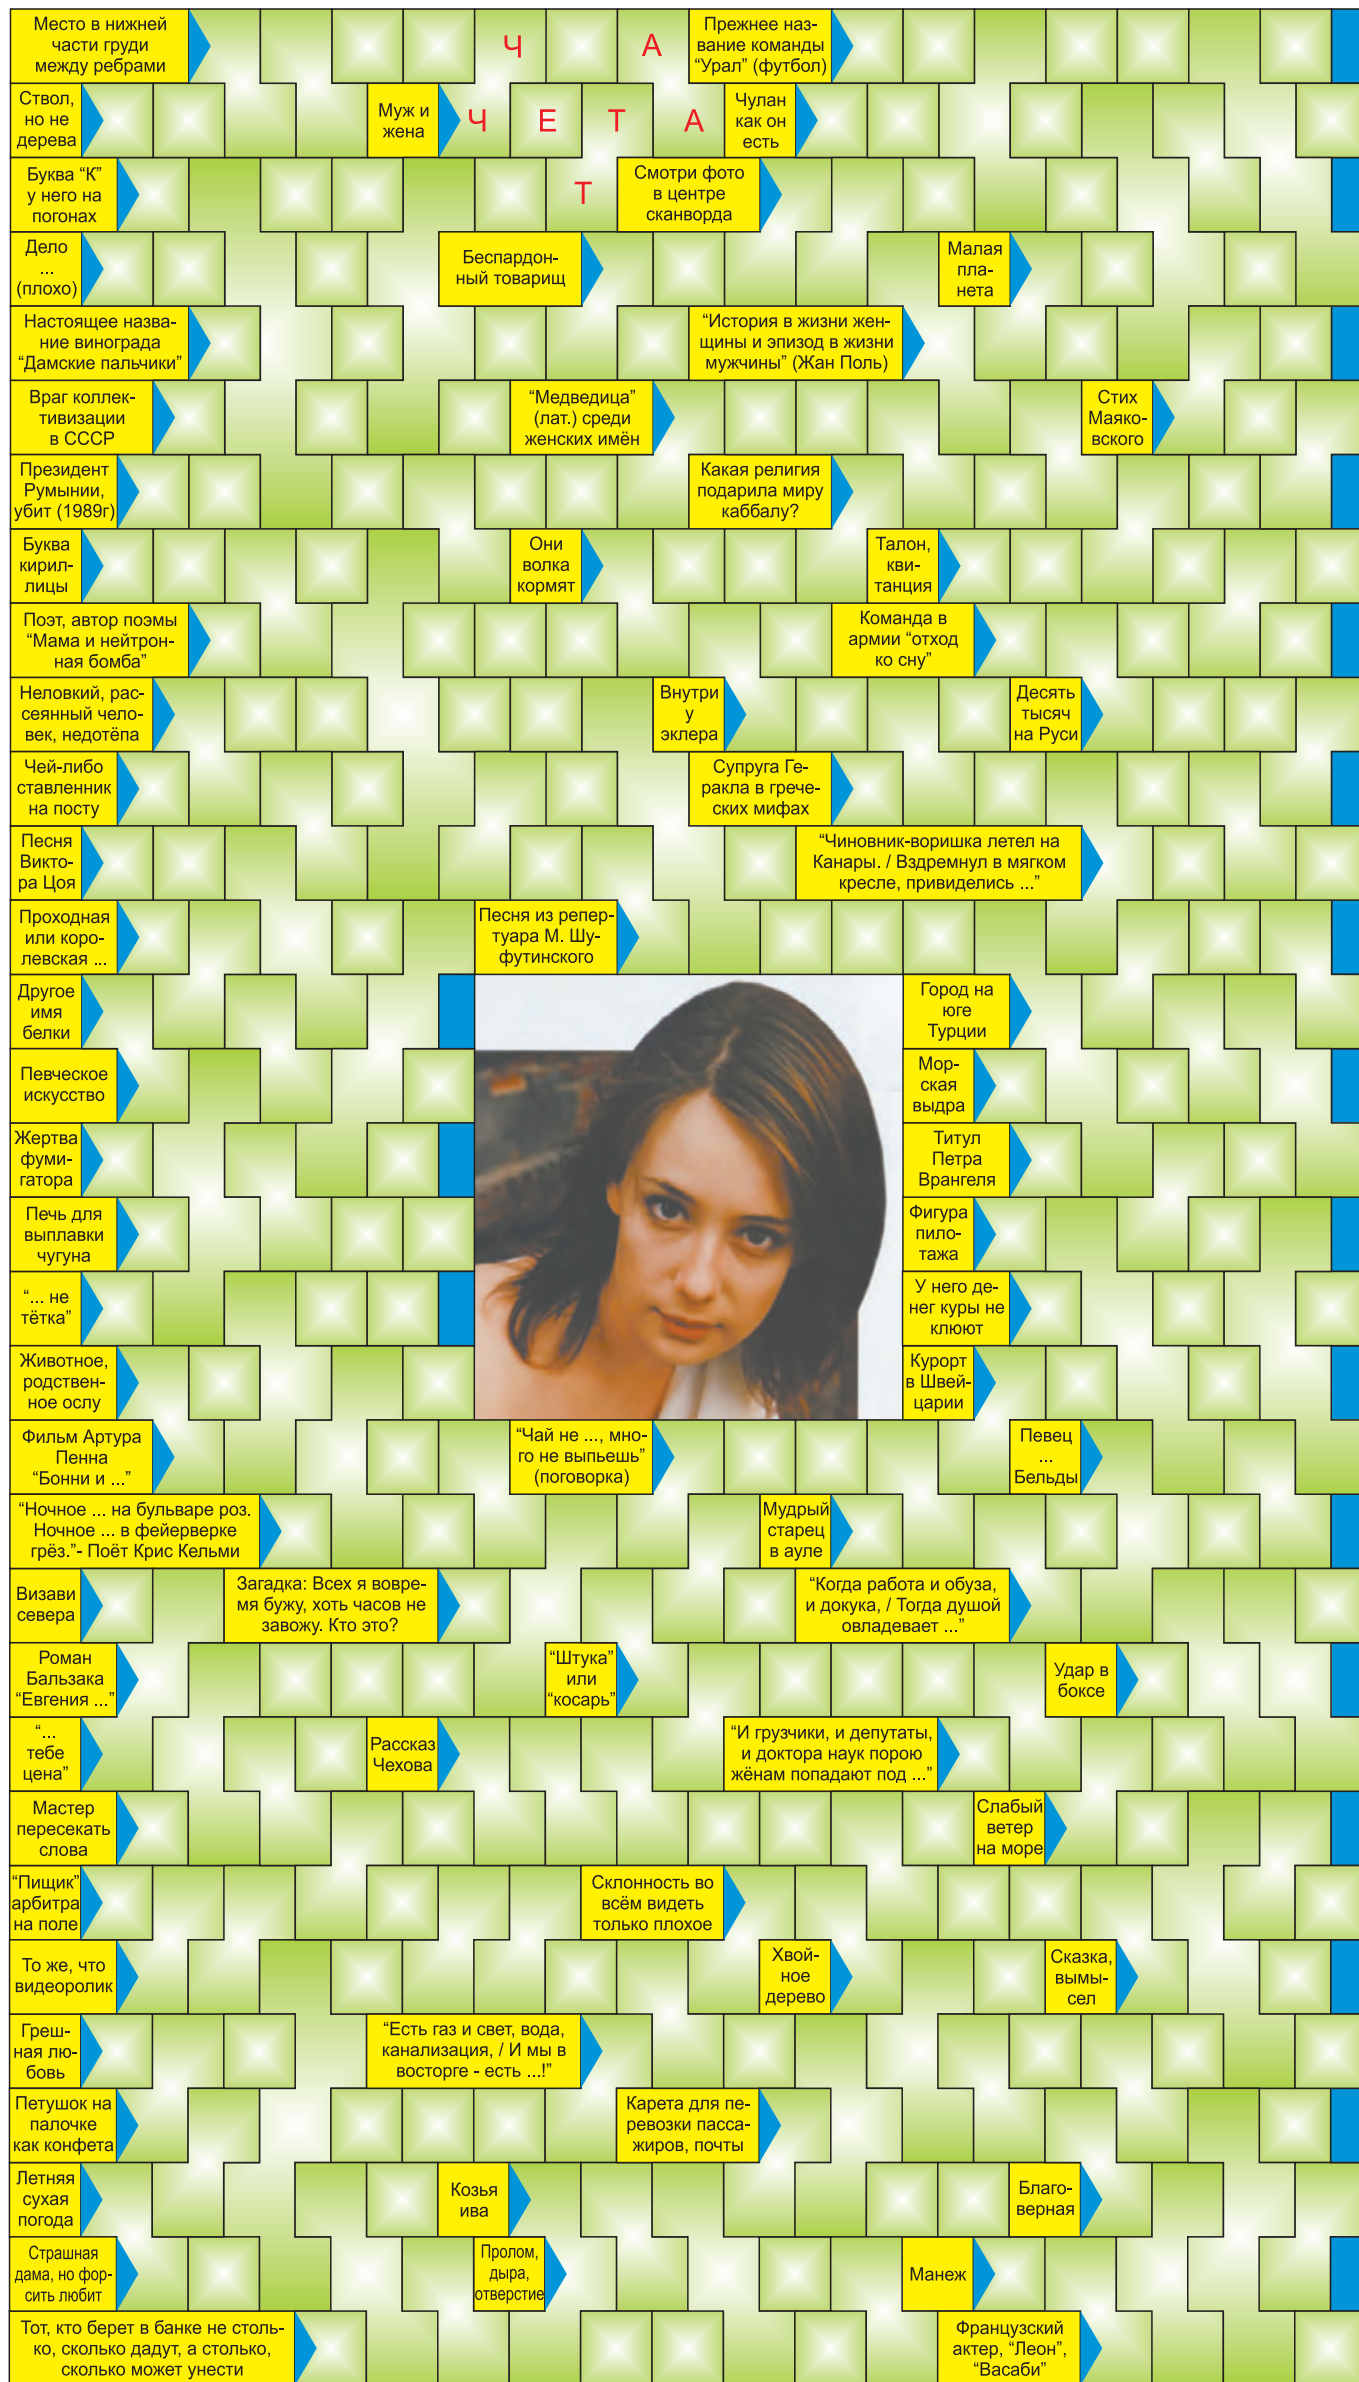 Место в нижней
части груди
между ребрами
Ч
А
Прежнее наз-
вание команды
“Урал” (футбол)
Ствол,
но не
дерева
Муж и
жена
Ч Е Т А
Чулан
как он
есть
Буква “К”
у него на
погонах
Т
Смотри фото
в центре
сканворда
Дело
...
(плохо)
Беспардон-
ный товарищ
Малая
пла-
нета
Настоящее назва-
ние винограда
“Дамские пальчики”
“История в жизни жен-
щины и эпизод в жизни
мужчины” (Жан Поль)
Враг коллек-
тивизации
в СССР
“Медведица”
(лат.) среди
женских имён
Стих
Маяко-
вского
Президент
Румынии,
убит (1989г)
Какая религия
подарила миру
каббалу?
Буква
кирил-
лицы
Они
волка
кормят
Талон,
кви-
танция
Поэт, автор поэмы
“Мама и нейтрон-
ная бомба”
Команда в
армии “отход
ко сну”
Неловкий, рас-
сеянный чело-
век, недотёпа
Внутри
у
эклера
Десять
тысяч
на Руси
Чей-либо
ставленник
на посту
Супруга Ге-
ракла в грече-
ских мифах
Песня
Викто-
ра Цоя
“Чиновник-воришка летел на
Канары. / Вздремнул в мягком
кресле, привиделись ...”
Проходная
или коро-
левская ...
Песня из репер-
туара М. Шу-
футинского
Другое
имя
белки
Город на
юге
Турции
Певческое
искусство
Мор-
ская
выдра
Жертва
фуми-
гатора
Титул
Петра
Врангеля
Печь для
выплавки
чугуна
Фигура
пило-
тажа
“... не
тётка”
У него де-
нег куры не
клюют
Животное,
родствен-
ное ослу
Курорт
в Швей-
царии
Фильм Артура
Пенна
“Бонни и ...”
“Чай не ..., мно-
го не выпьешь”
(поговорка)
Певец
...
Бельды
“Ночное ... на бульваре роз.
Ночное ... в фейерверке
грёз.”- Поёт Крис Кельми
Мудрый
старец
в ауле
Визави
севера
Загадка: Всех я вовре-
мя бужу, хоть часов не
завожу. Кто это?
“Когда работа и обуза,
и докука, / Тогда душой
овладевает ...”
Роман
Бальзака
“Евгения ...”
“Штука”
или
“косарь”
Удар в
боксе
“...
тебе
цена”
Рассказ
Чехова
“И грузчики, и депутаты,
и доктора наук порою
жёнам попадают под ...”
Мастер
пересекать
слова
Слабый
ветер
на море
“Пищик”
арбитра
на поле
Склонность во
всём видеть
только плохое
То же, что
видеоролик
Хвой-
ное
дерево
Сказка,
вымы-
сел
Греш-
ная лю-
бовь
“Есть газ и свет, вода,
канализация, / И мы в
восторге - есть ...!”
Петушок на
палочке
как конфета
Карета для пе-
ревозки пасса-
жиров, почты
Летняя
сухая
погода
Козья
ива
Благо-
верная
Страшная
дама, но фор-
сить любит
Пролом,
дыра,
отверстие
Манеж
Тот, кто берет в банке не столь-
ко, сколько дадут, а столько,
сколько может унести
Французский
актер, “Леон”,
“Васаби”